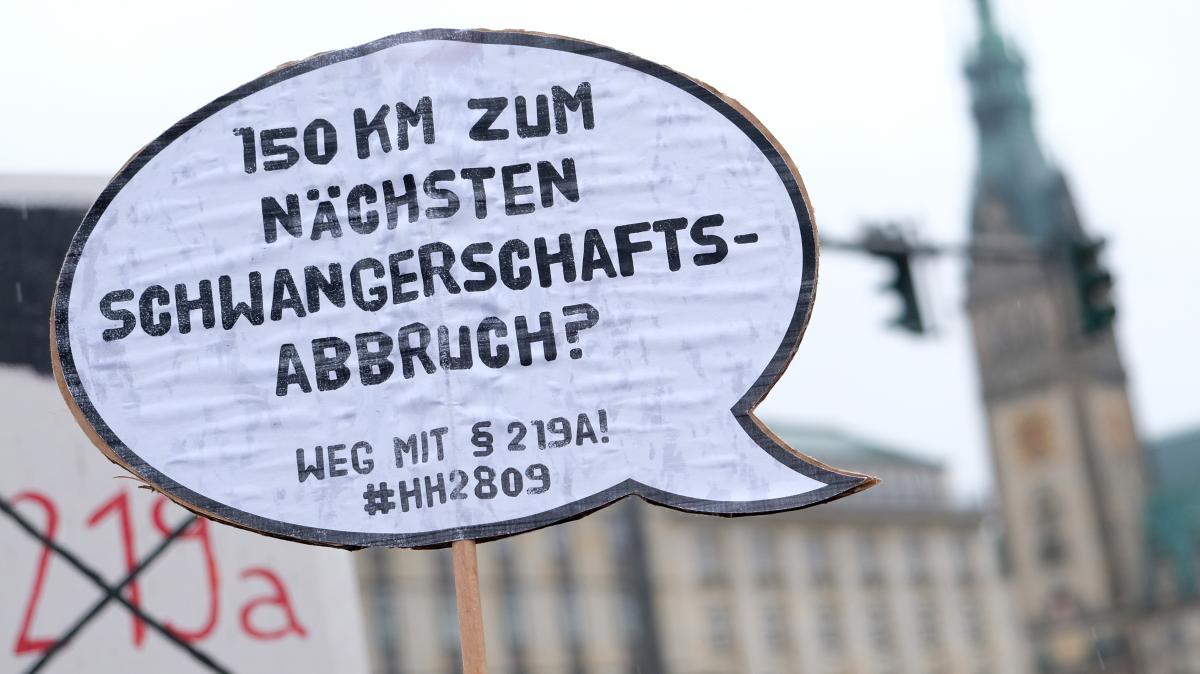 150 KM ZUM
NÄCHSTEN
SCHWANGERSCHAFTS-
ABBRUCH?
WEG MIT § 219A!
#HH2809
219a